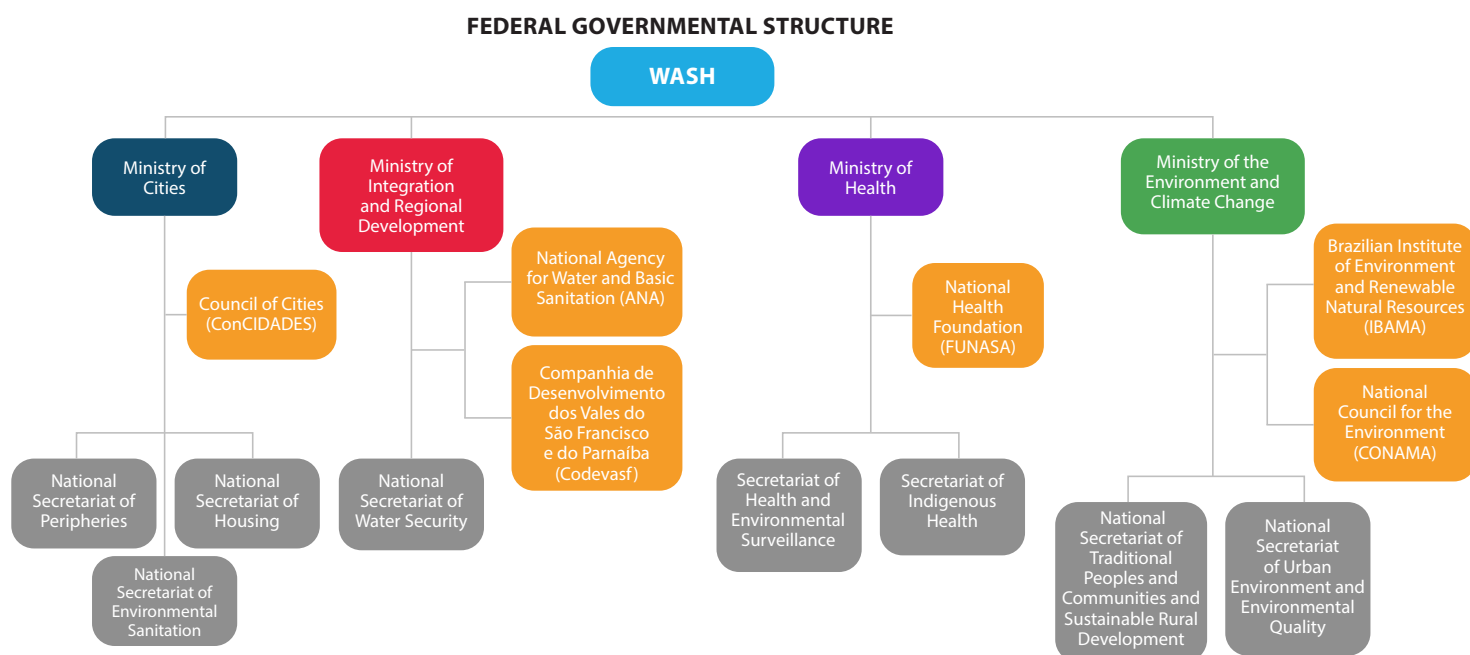 FEDERAL GOVERNMENTAL STRUCTURE
WASH
Ministry of
Cities
Ministry of
Integration
and Regional
Development
Ministry of
Health
Ministry of the
Environment and
Climate Change
Council of Cities
(ConCIDADES)
National Agency
for Water and Basic
Sanitation (ANA)
Companhia de
Desenvolvimento
dos Vales do
São Francisco
e do Parnaíba
(Codevasf)
National
Health
Foundation
(FUNASA)
Brazilian Institute
of Environment
and Renewable
Natural Resources
(IBAMA)
National
Council for the
Environment
(CONAMA)
National
Secretariat of
Peripheries
National
Secretariat of
Housing
National
Secretariat of
Environmental
Sanitation
National
Secretariat of
Water Security
Secretariat of
Health and
Environmental
Surveillance
Secretariat of
Indigenous
Health
National
Secretariat of
Traditional
Peoples and
Communities and
Sustainable Rural
Development
National
Secretariat
of Urban
Environment and
Environmental
Quality